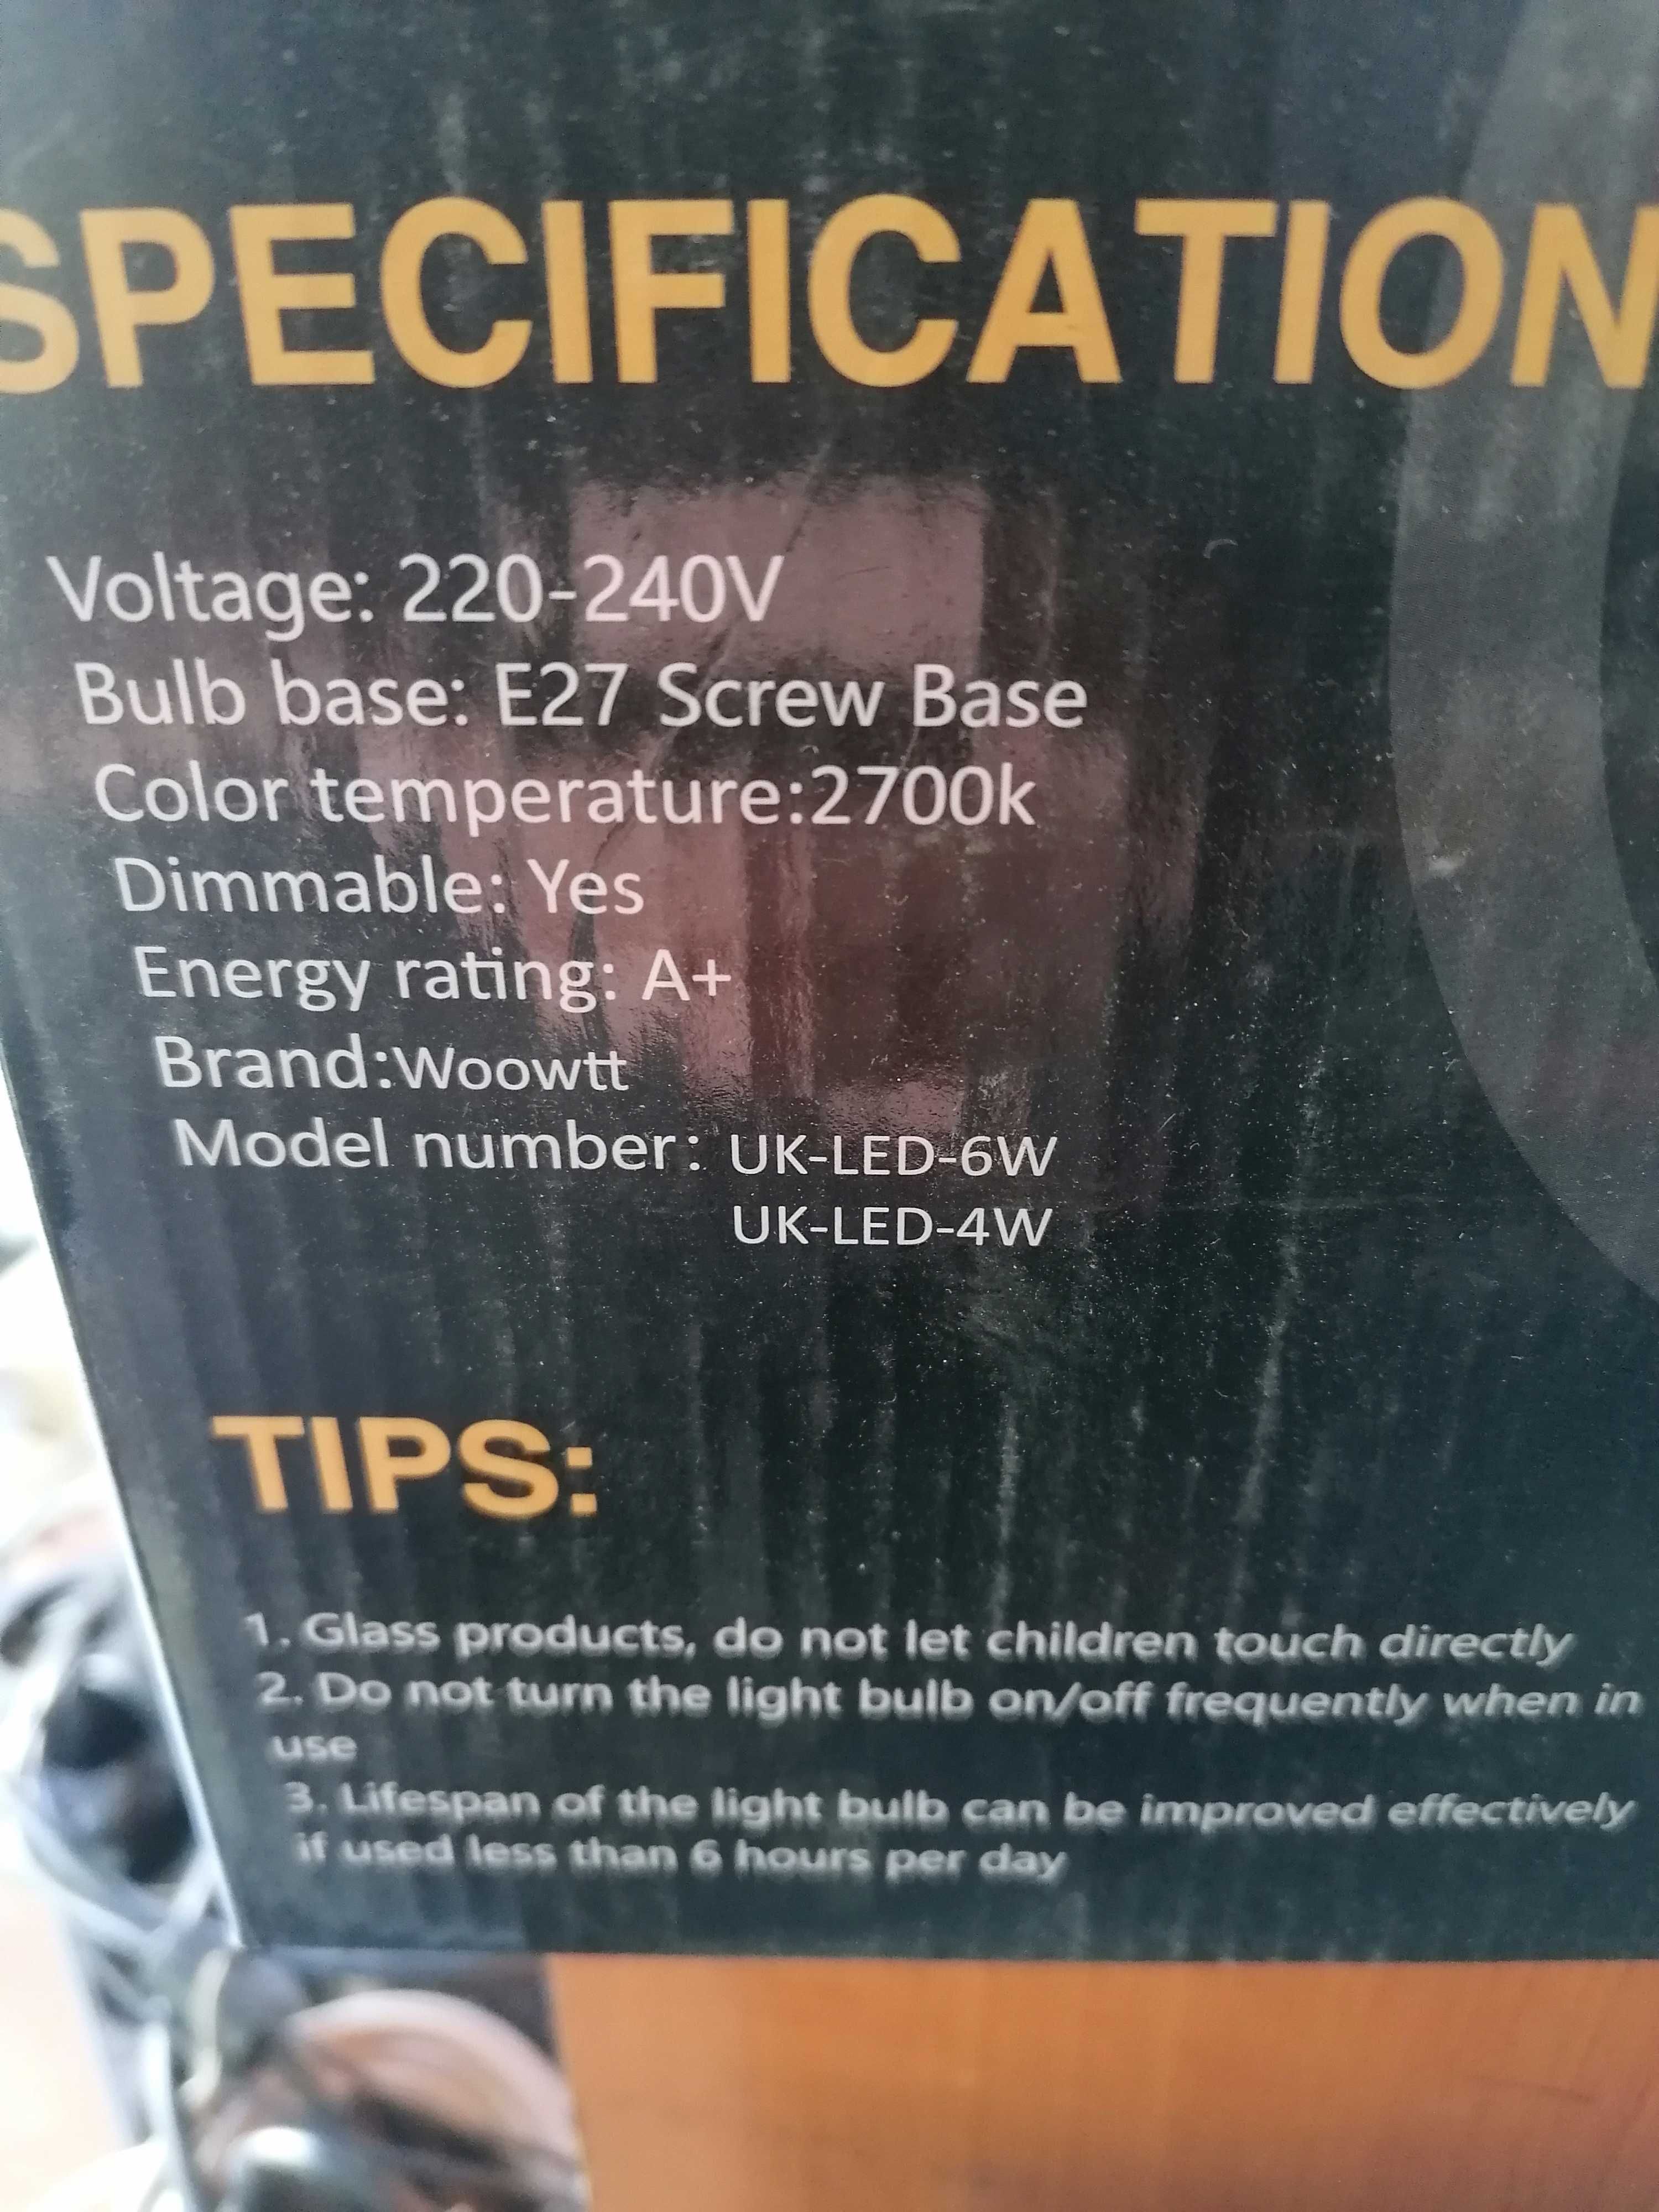 SPECIFICATION
Voltage: 220-240V
Bulb base: E27 Screw Base
Color temperature:2700k
Dimmable: Yes
Energy rating: A+
Brand:Woowtt
Model number: UK-LED-6W
UK-LED-4W
TIPS:
1. Glass products, do not let children touch directly
2. Do not turn the light bulb on/off frequently when in
use
3. Lifespan of the light bulb can be improved effectively
if used less than 6 hours per day